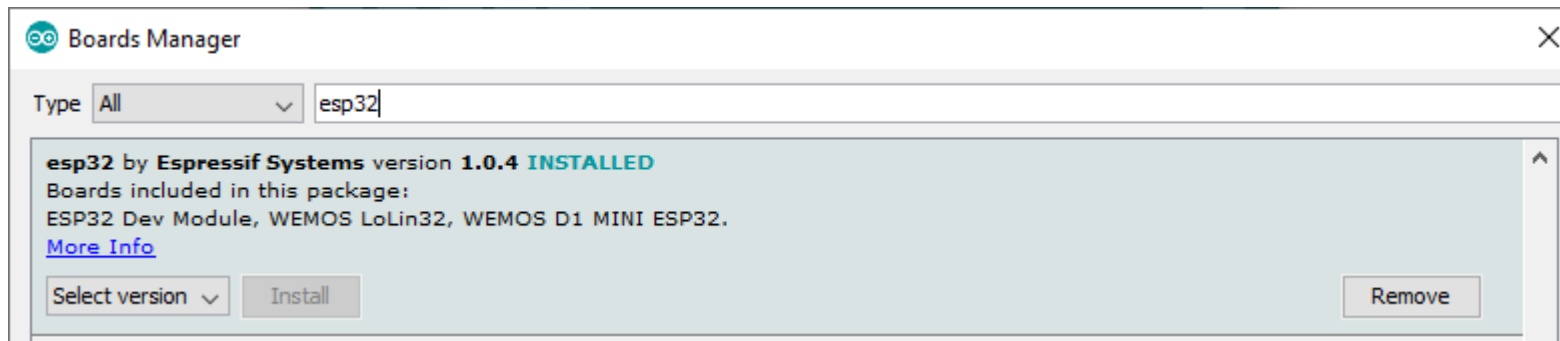 Boards Manager
Type All esp32
esp32 by Espressif Systems version 1.0.4 INSTALLED
Boards included in this package:
ESP32 Dev Module, WEMOS LoLin32, WEMOS D1 MINI ESP32.
More Info
Select version Install Remove